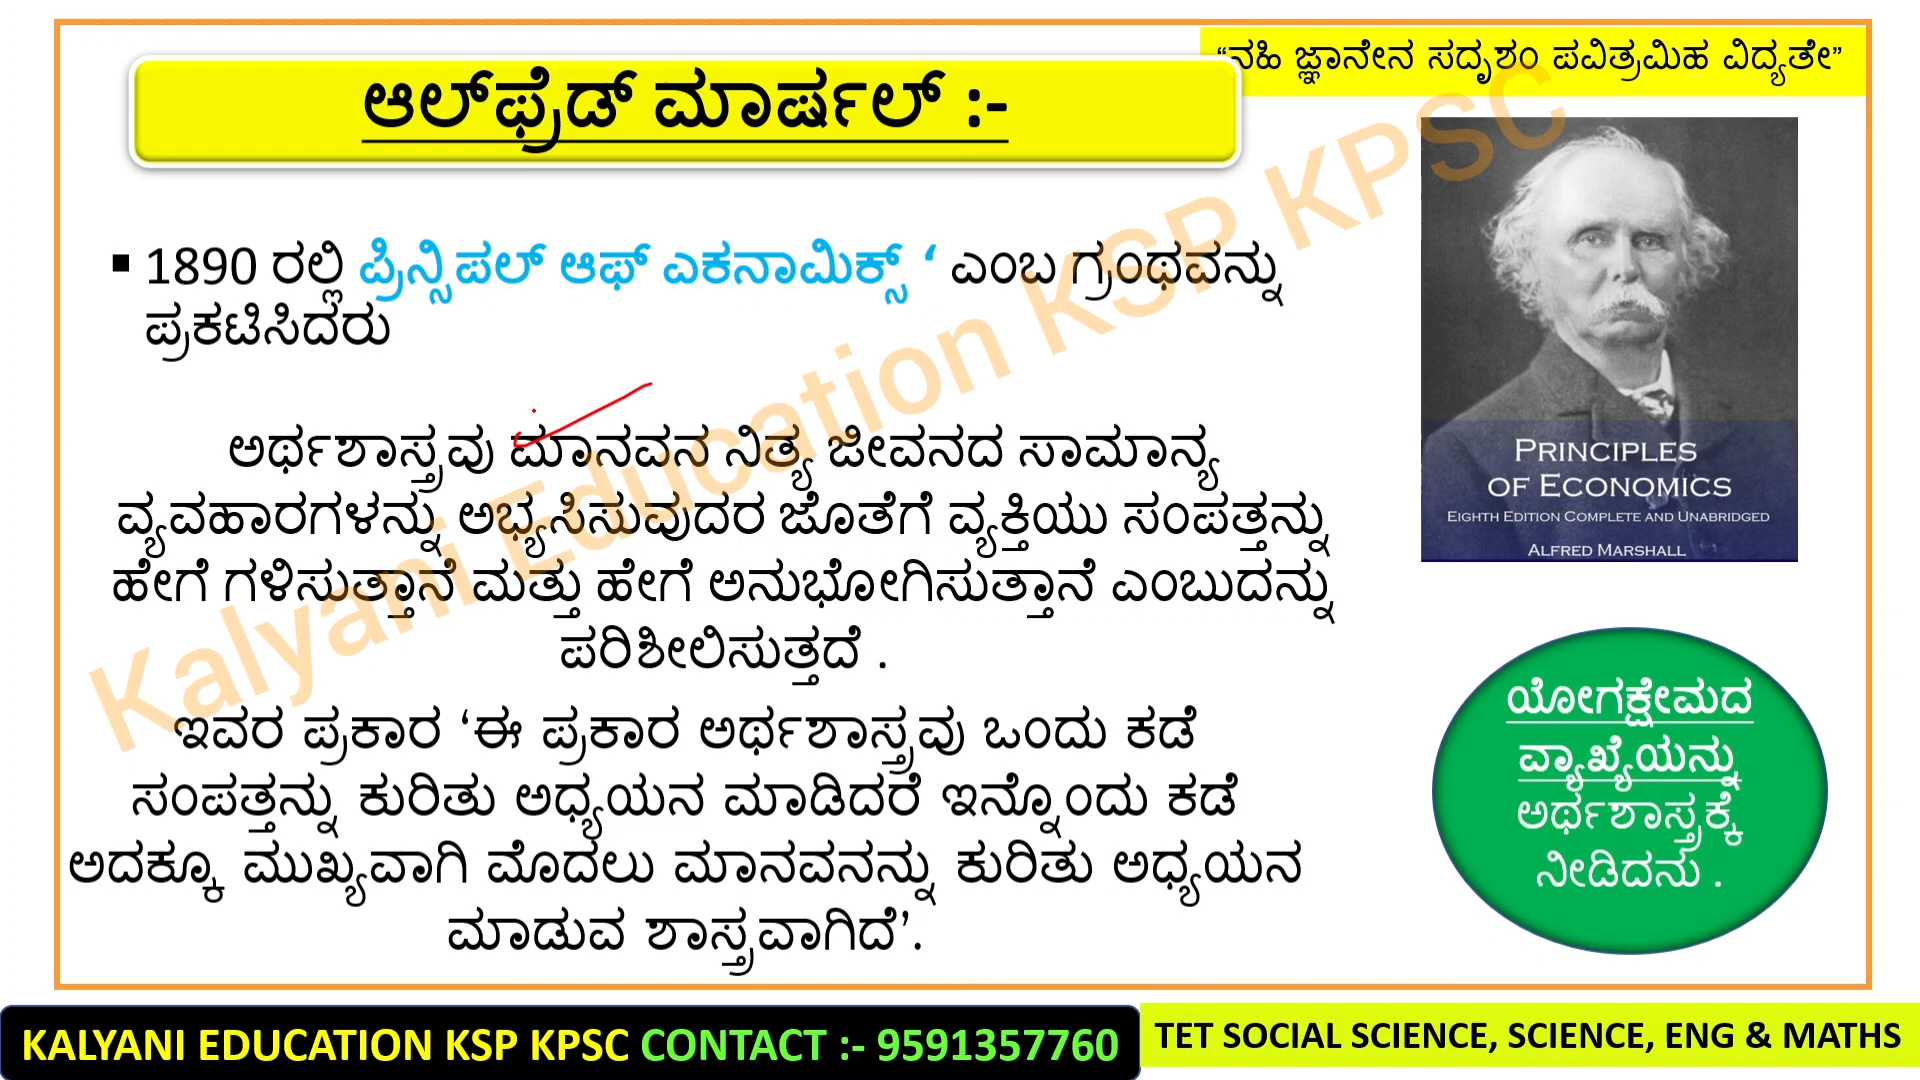 “ನಹಿ ಜ್ಞಾನೇನ ಸದೃಶಂ ಪವಿತ್ರಮಿಹ ವಿದ್ಯತೇ”
ಆಲ್‌ಫ್ರೆಡ್ ಮಾರ್ಷಲ್ :-
▪ 1890 ರಲ್ಲಿ ಪ್ರಿನ್ಸಿಪಲ್ ಆಫ್ ಎಕನಾಮಿಕ್ಸ್ ‘ ಎಂಬ ಗ್ರಂಥವನ್ನು
ಪ್ರಕಟಿಸಿದರು
ಅರ್ಥಶಾಸ್ತ್ರವು ಮಾನವನ ನಿತ್ಯ ಜೀವನದ ಸಾಮಾನ್ಯ
ವ್ಯವಹಾರಗಳನ್ನು ಅಭ್ಯಸಿಸುವುದರ ಜೊತೆಗೆ ವ್ಯಕ್ತಿಯು ಸಂಪತ್ತನ್ನು
ಹೇಗೆ ಗಳಿಸುತ್ತಾನೆ ಮತ್ತು ಹೇಗೆ ಅನುಭೋಗಿಸುತ್ತಾನೆ ಎಂಬುದನ್ನು
ಪರಿಶೀಲಿಸುತ್ತದೆ .
ಇವರ ಪ್ರಕಾರ ‘ಈ ಪ್ರಕಾರ ಅರ್ಥಶಾಸ್ತ್ರವು ಒಂದು ಕಡೆ
ಸಂಪತ್ತನ್ನು ಕುರಿತು ಅಧ್ಯಯನ ಮಾಡಿದರೆ ಇನ್ನೊಂದು ಕಡೆ
ಅದಕ್ಕೂ ಮುಖ್ಯವಾಗಿ ಮೊದಲು ಮಾನವನನ್ನು ಕುರಿತು ಅಧ್ಯಯನ
ಮಾಡುವ ಶಾಸ್ತ್ರವಾಗಿದೆ’.
Kalyani Education KSP KPSC
PRINCIPLES
OF ECONOMICS
EIGHTH EDITION COMPLETE AND UNABRIDGED
ALFRED MARSHALL
ಯೋಗಕ್ಷೇಮದ
ವ್ಯಾಖ್ಯೆಯನ್ನು
ಅರ್ಥಶಾಸ್ತ್ರಕ್ಕೆ
ನೀಡಿದನು .
KALYANI EDUCATION KSP KPSC CONTACT :- 9591357760
TET SOCIAL SCIENCE, SCIENCE, ENG & MATHS